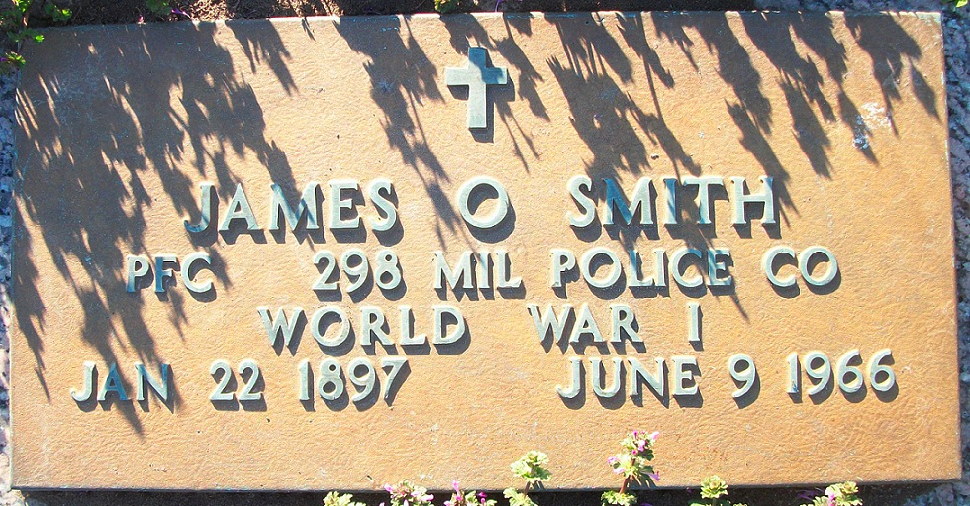 JAMES O SMITH
PFC 298 MIL POLICE CO
WORLD WAR I
JAN 22 1897 JUNE 9 1966